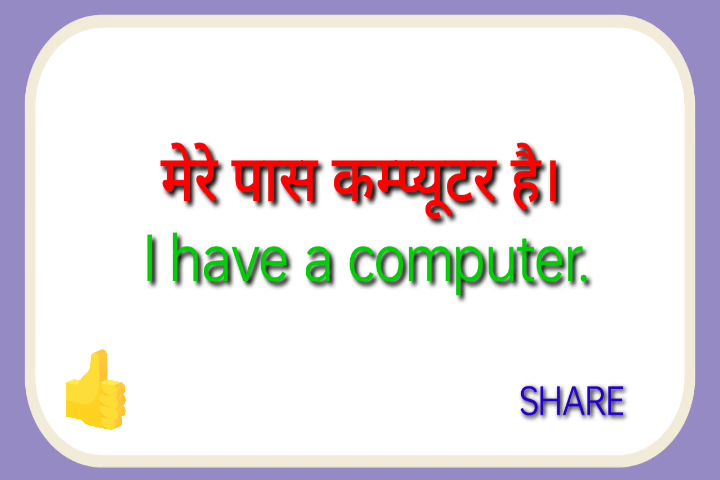 मेरे पास कम्प्यूटर है।
I have a computer.
SHARE